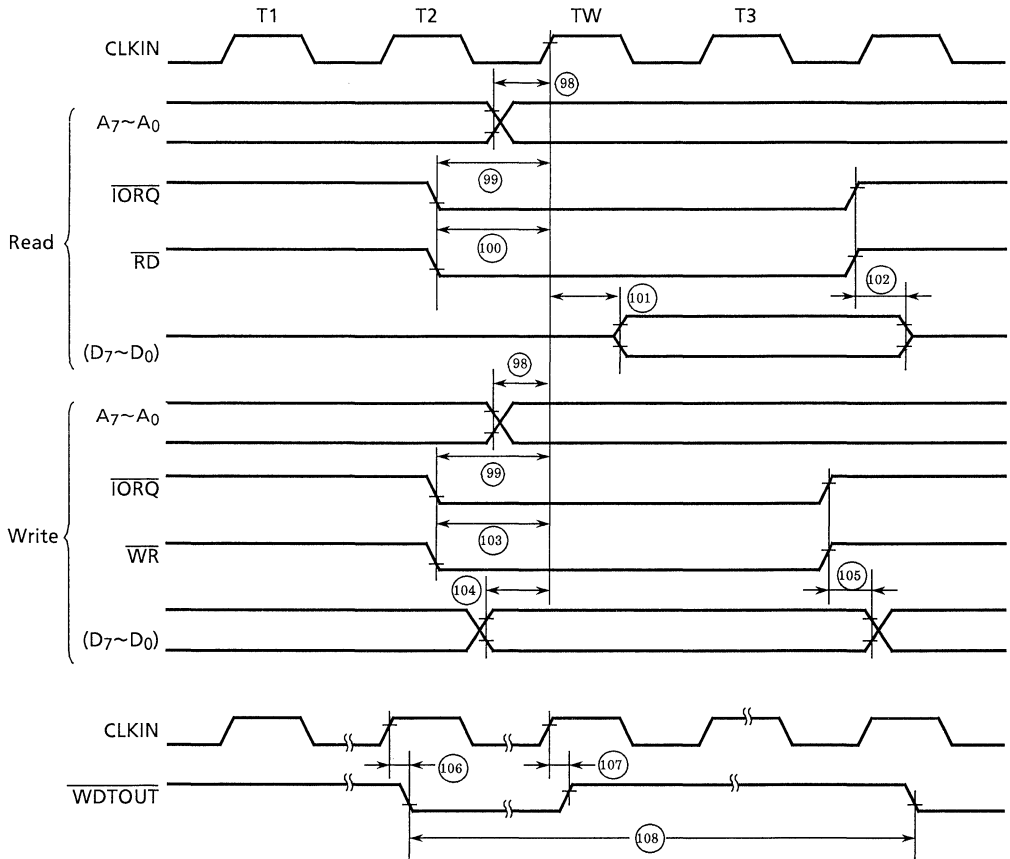 T1 T2 TW T3
CLKIN
98
A7~A0
99
IORQ
100
RD
102
101
(D7~D0)
Read
98
A7~A0
99
IORQ
103
WR
104
105
(D7~D0)
Write
CLKIN
106
107
WDTOUT
108